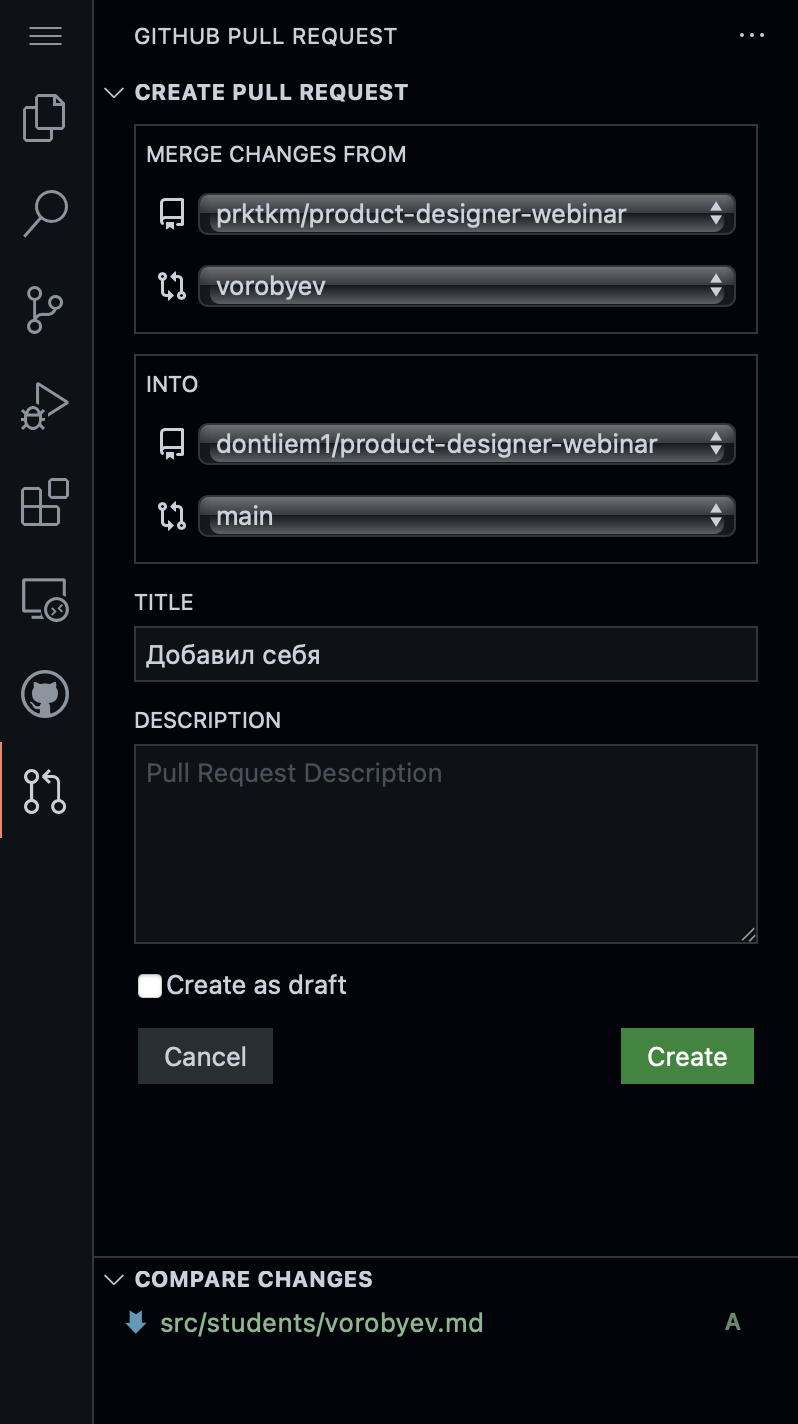 GITHUB PULL REQUEST
CREATE PULL REQUEST
MERGE CHANGES FROM
prktkm/product-designer-webinar
vorobyev
INTO
dontliem1/product-designer-webinar
main
TITLE
Добавил себя
DESCRIPTION
Pull Request Description
Create as draft
Cancel Create
COMPARE CHANGES
src/students/vorobyev.md A